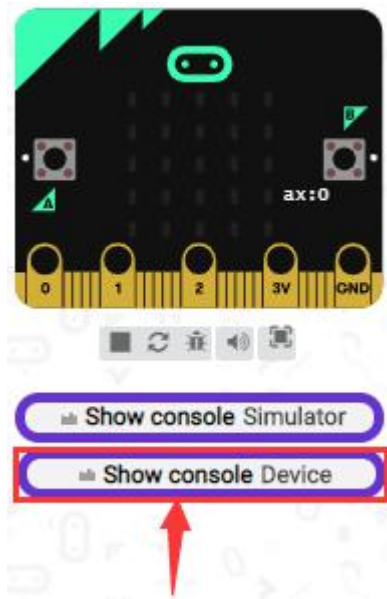 B
ax:0
A
0 1 2 3V GND
Show console Simulator
Show console Device